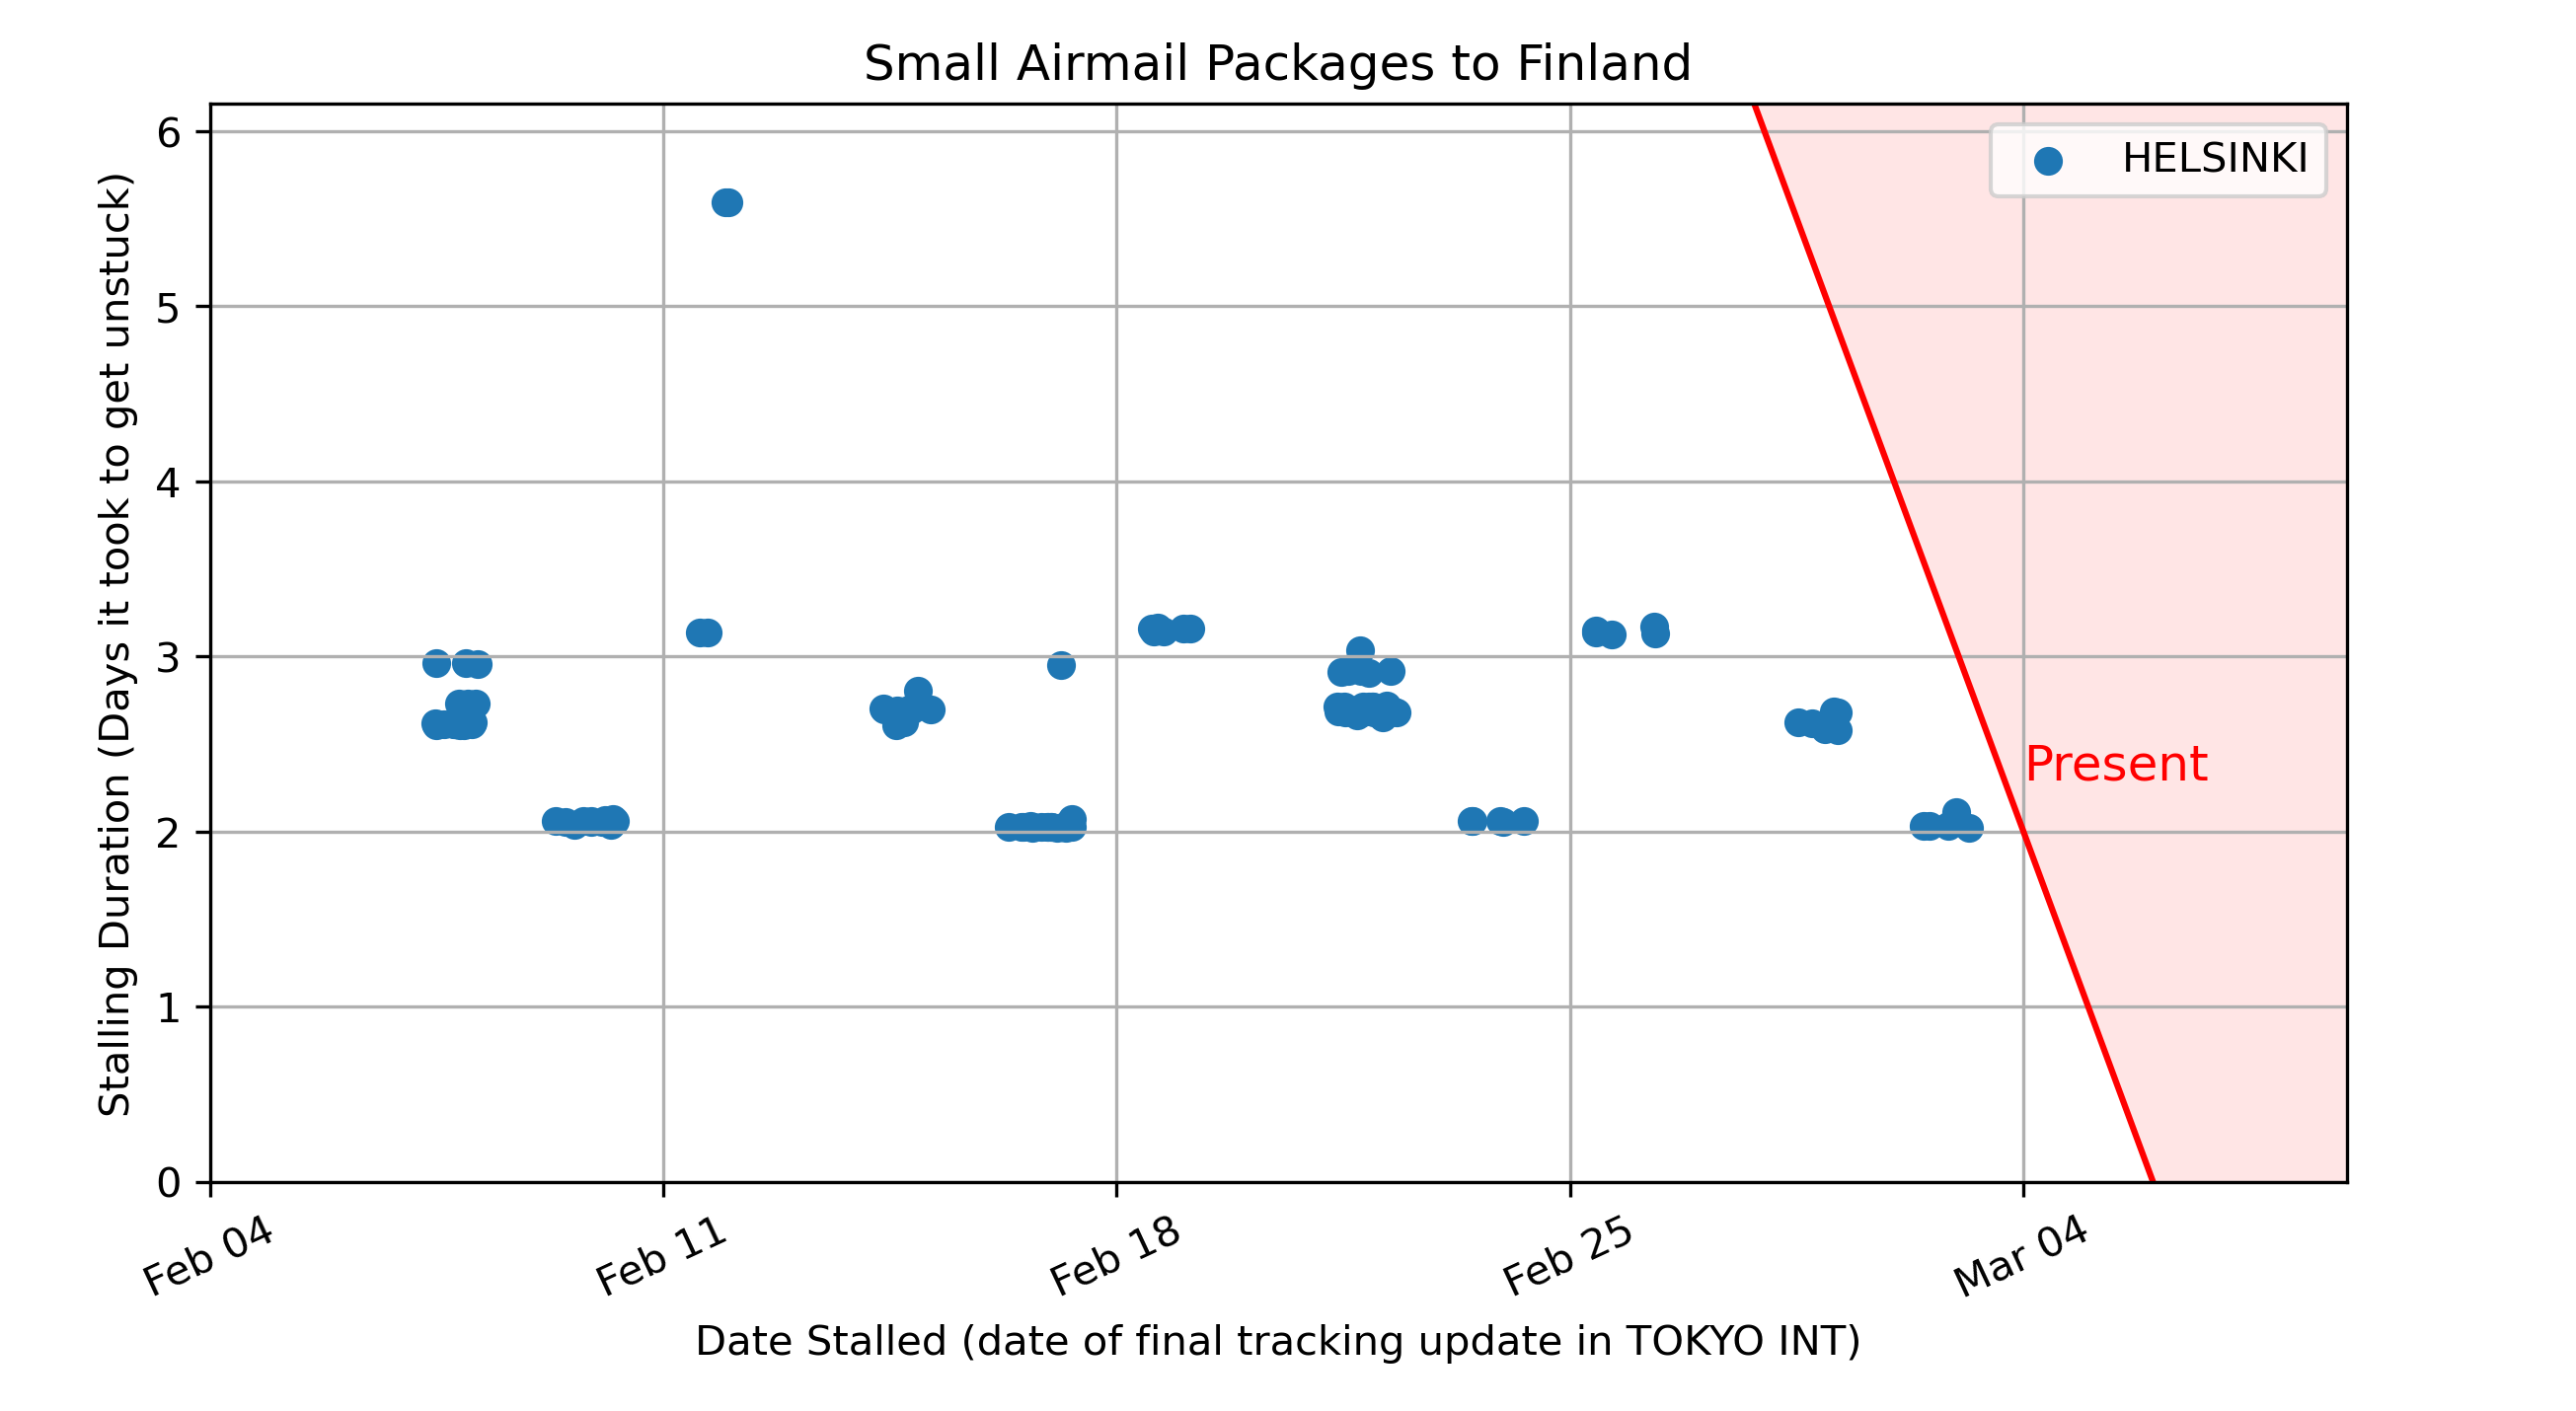 Small Airmail Packages to Finland
HELSINKI
6
5
4
3
2
1
0
Stalling Duration (Days it took to get unstuck)
Present
Feb 04
Feb 11
Feb 18
Feb 25
Mar 04
Date Stalled (date of final tracking update in TOKYO INT)